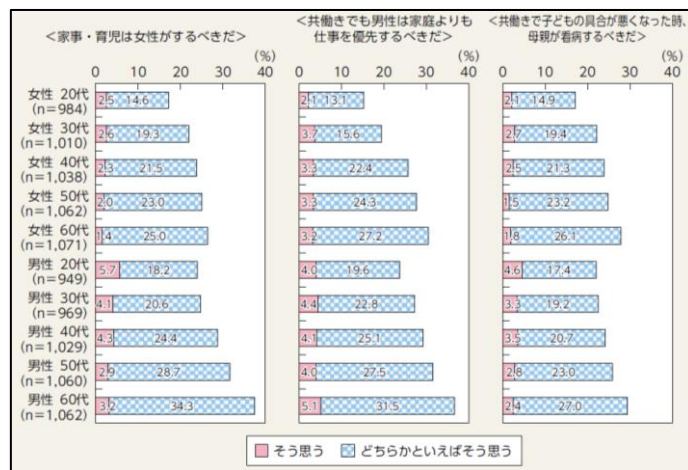 ＜家事・育児は女性がするべきだ＞
＜共働きでも男性は家庭よりも
仕事を優先するべきだ＞
＜共働きで子どもの具合が悪くなった時、
母親が看病するべきだ＞
(%) (%) (%)
0 10 20 30 40 0 10 20 30 40 0 10 20 30 40
女性 20代
(n=984)
2.5 14.6 2.1 13.1 2.1 14.9
女性 30代
(n=1,010)
2.6 19.3 3.7 15.6 2.7 19.4
女性 40代
(n=1,038)
2.3 21.5 3.3 22.4 2.5 21.3
女性 50代
(n=1,062)
2.0 23.0 3.3 24.3 1.5 23.2
女性 60代
(n=1,071)
1.4 25.0 3.2 27.2 1.8 26.1
男性 20代
(n=949)
5.7 18.2 4.0 19.6 4.6 17.4
男性 30代
(n=969)
4.1 20.6 4.4 22.8 3.3 19.2
男性 40代
(n=1,029)
4.3 24.4 4.1 25.1 3.5 20.7
男性 50代
(n=1,060)
2.9 28.7 4.0 27.5 2.8 23.0
男性 60代
(n=1,062)
3.2 34.3 5.1 31.5 2.4 27.0
そう思う どちらかといえばそう思う